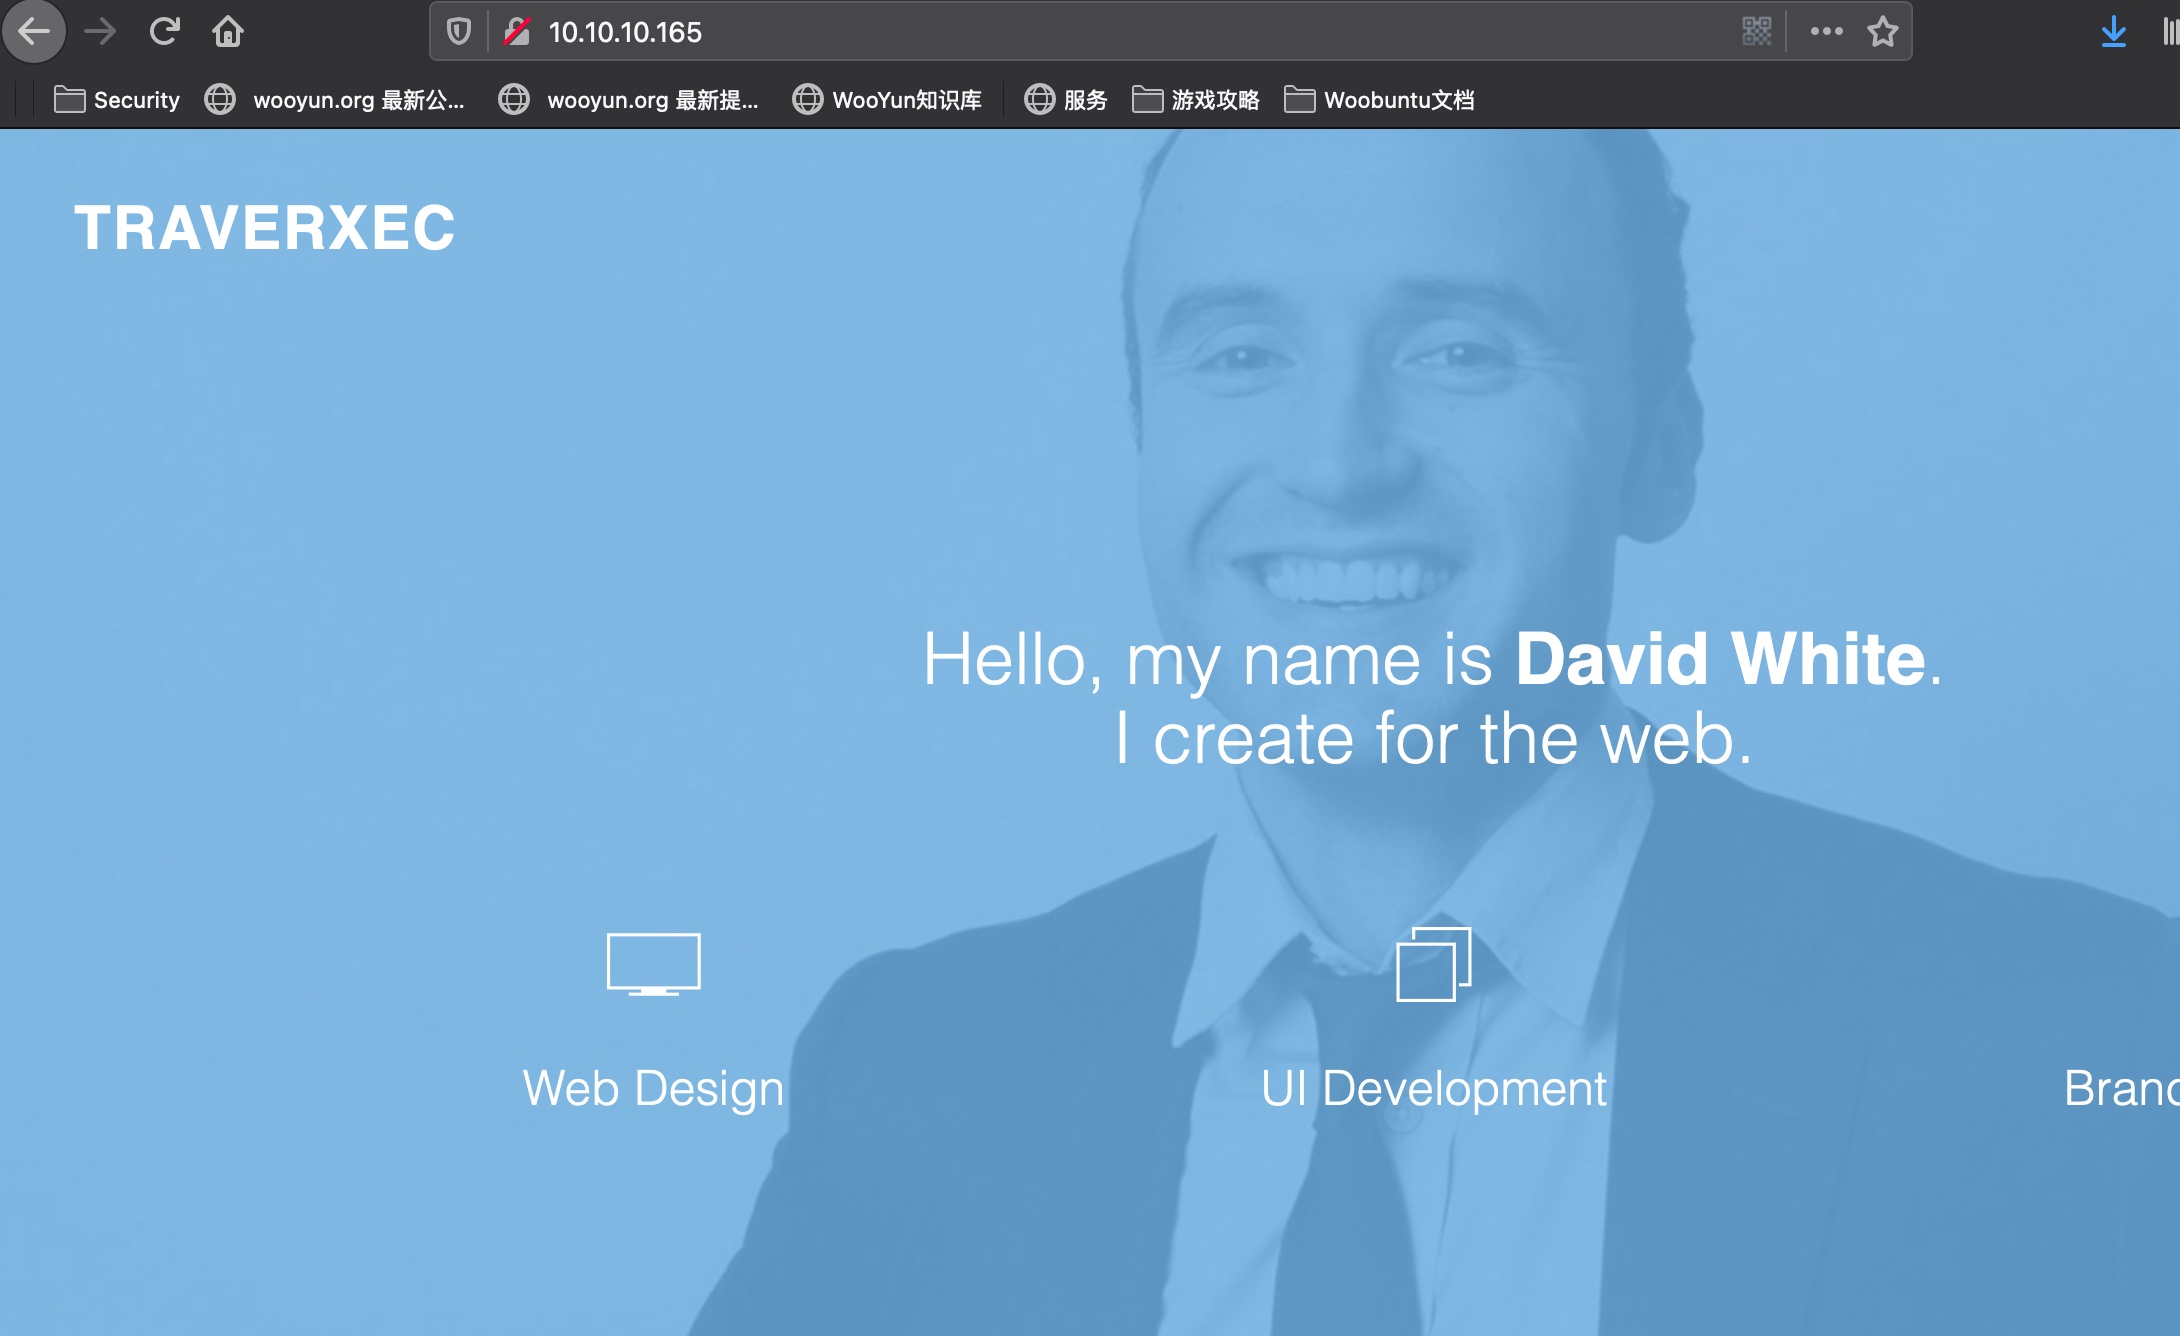 10.10.10.165
Security wooyun.org 最新公... wooyun.org 最新提... WooYun知识库 服务 游戏攻略 Woobuntu文档
TRAVERXEC
Hello, my name is David White.
I create for the web.
Web Design UI Development